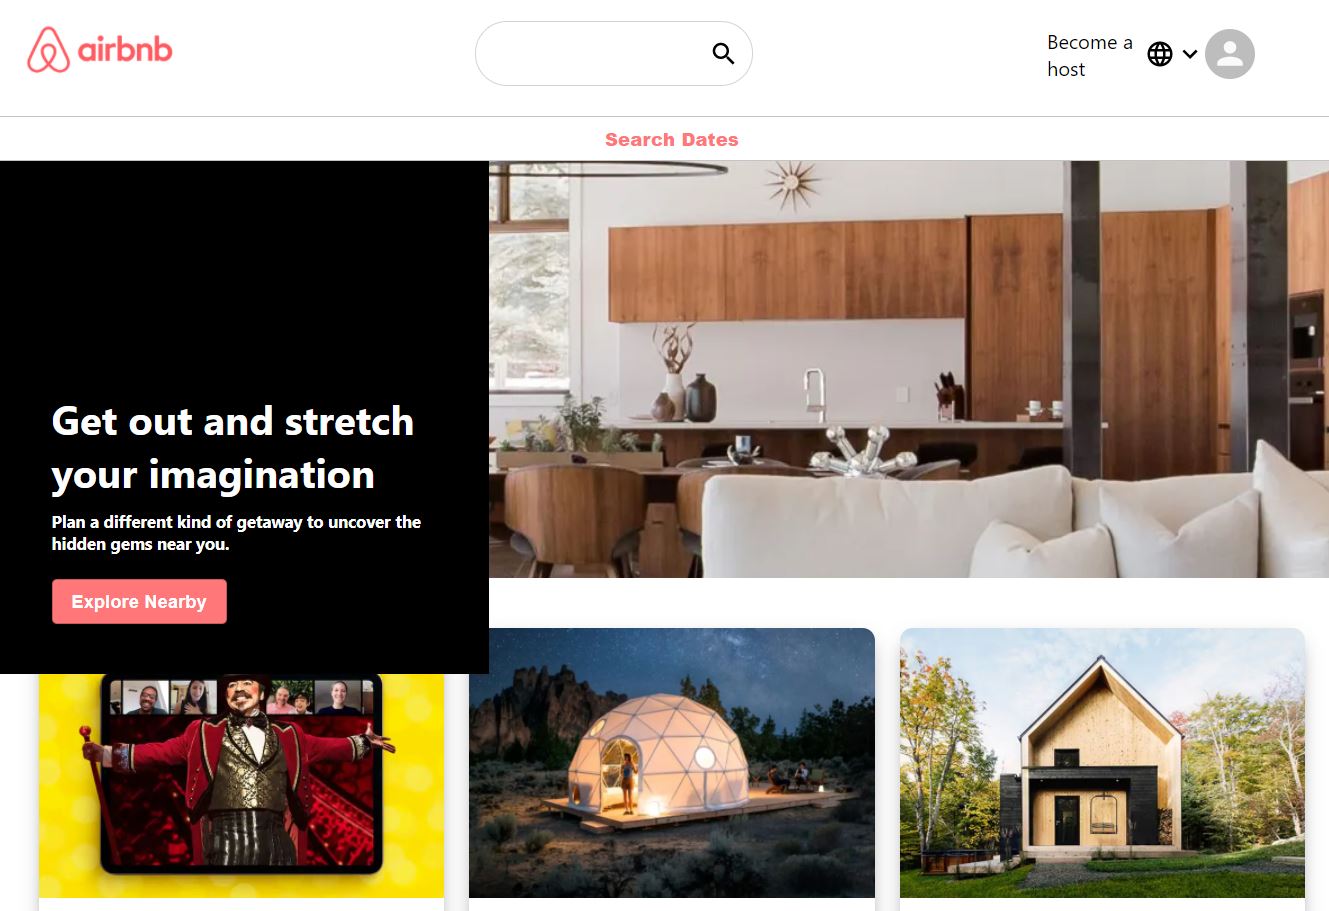 airbnb
Become a
host
Search Dates
Get out and stretch
your imagination
Plan a different kind of getaway to uncover the
hidden gems near you.
Explore Nearby